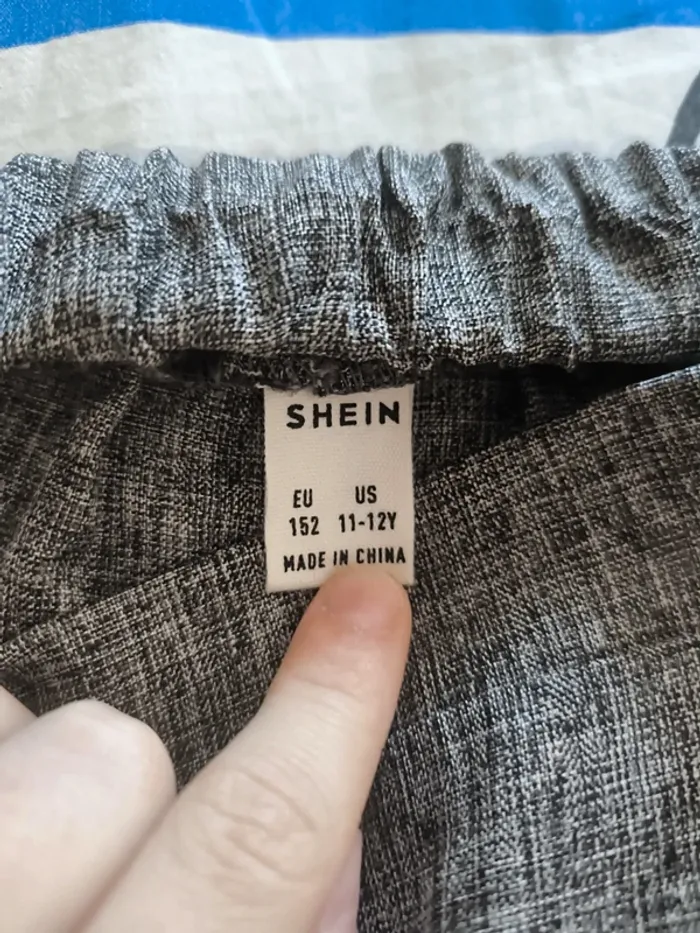 SHEIN
EU US
152 11-12Y
MADE IN CHINA